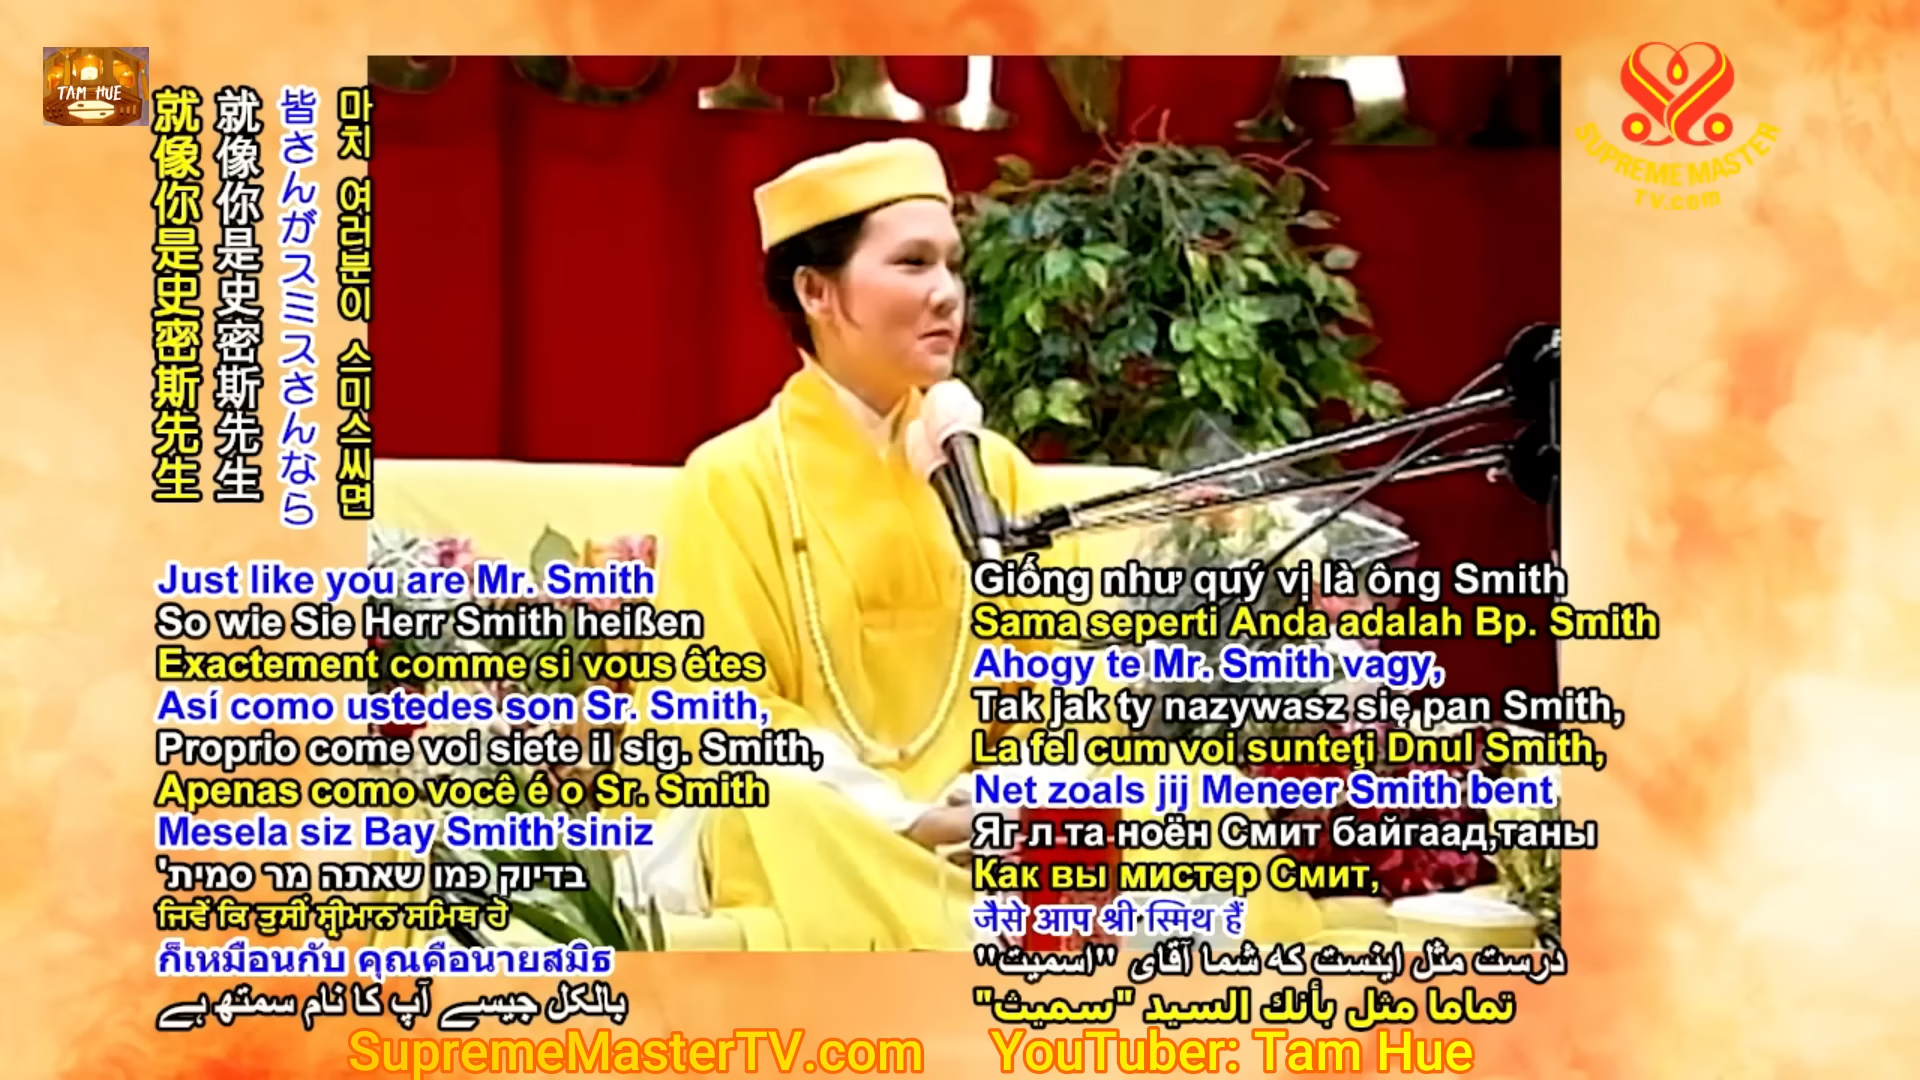 TAM HUE
SUPREME MASTER
TV.com
就像你是史密斯先生
就像你是史密斯先生
皆さんがスミスさんなら
마치 여러분이 스미스씨면
Just like you are Mr. Smith
So wie Sie Herr Smith heißen
Exactement comme si vous êtes
Así como ustedes son Sr. Smith,
Proprio come voi siete il sig. Smith,
Apenas como você é o Sr. Smith
Mesela siz Bay Smith’siniz
בדיוק כמו שאתה מר סמית'
ਜਿਵੇਂ ਕਿ ਤੁਸੀਂ ਸ਼੍ਰੀਮਾਨ ਸਮਿਥ ਹੋ
ก็เหมือนกับ คุณคือนายสมิธ
بالکل جیسے آپ کا نام سمتھ ہے
Giống như quý vị là ông Smith
Sama seperti Anda adalah Bp. Smith
Ahogy te Mr. Smith vagy,
Tak jak ty nazywasz się pan Smith,
La fel cum voi sunteţi Dnul Smith,
Net zoals jij Meneer Smith bent
Яг л та ноён Смит байгаад,таны
Как вы мистер Смит,
जैसे आप श्री स्मिथ हैं
درست مثل اینست که شما آقای "اسمیت"
تماما مثل بأنك السيد "سميث"
SupremeMasterTV.com YouTuber: Tam Hue